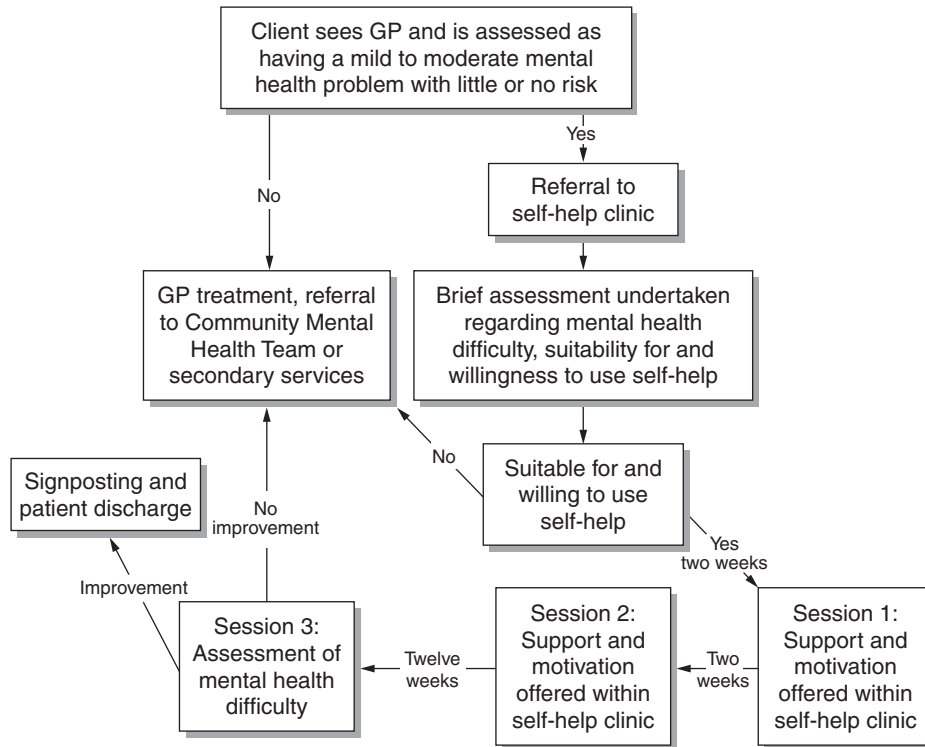 Client sees GP and is assessed as
having a mild to moderate mental
health problem with little or no risk
Yes
No
Referral to
self-help clinic
GP treatment, referral
to Community Mental
Health Team or
secondary services
Brief assessment undertaken
regarding mental health
difficulty, suitability for and
willingness to use self-help
No
Suitable for and
willing to use
self-help
Signposting and
patient discharge
No
improvement
Yes
two weeks
Improvement
Session 3:
Assessment of
mental health
difficulty
Twelve
weeks
Session 2:
Support and
motivation
offered within
self-help clinic
Two
weeks
Session 1:
Support and
motivation
offered within
self-help clinic